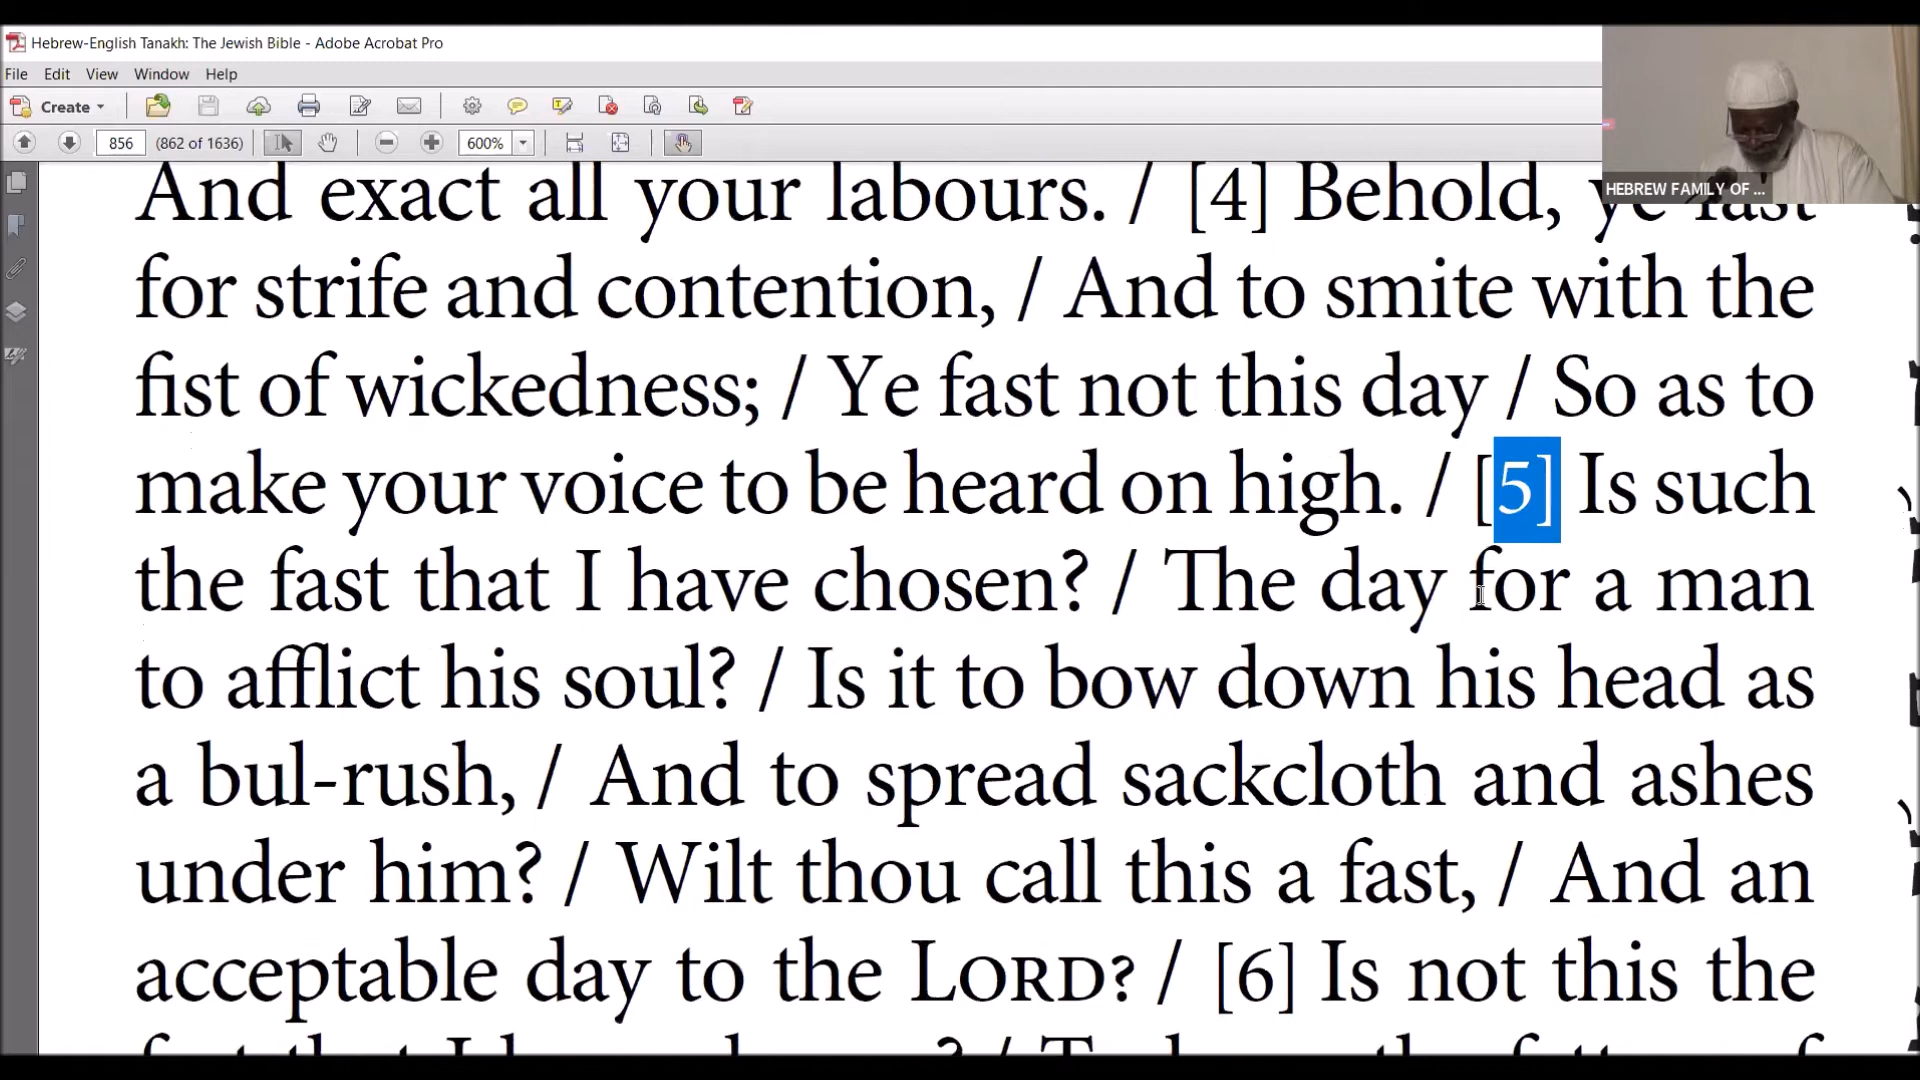 Hebrew-English Tanakh: The Jewish Bible - Adobe Acrobat Pro
File Edit View Window Help
Create
856 (862 of 1636) 600%
HEBREW FAMILY OF ...
And exact all your labours. / [4] Behold, ye fast
for strife and contention, / And to smite with the
fist of wickedness; / Ye fast not this day / So as to
make your voice to be heard on high. / [5] Is such
the fast that I have chosen? / The day for a man
to afflict his soul? / Is it to bow down his head as
a bul-rush, / And to spread sackcloth and ashes
under him? / Wilt thou call this a fast, / And an
acceptable day to the LORD? / [6] Is not this the